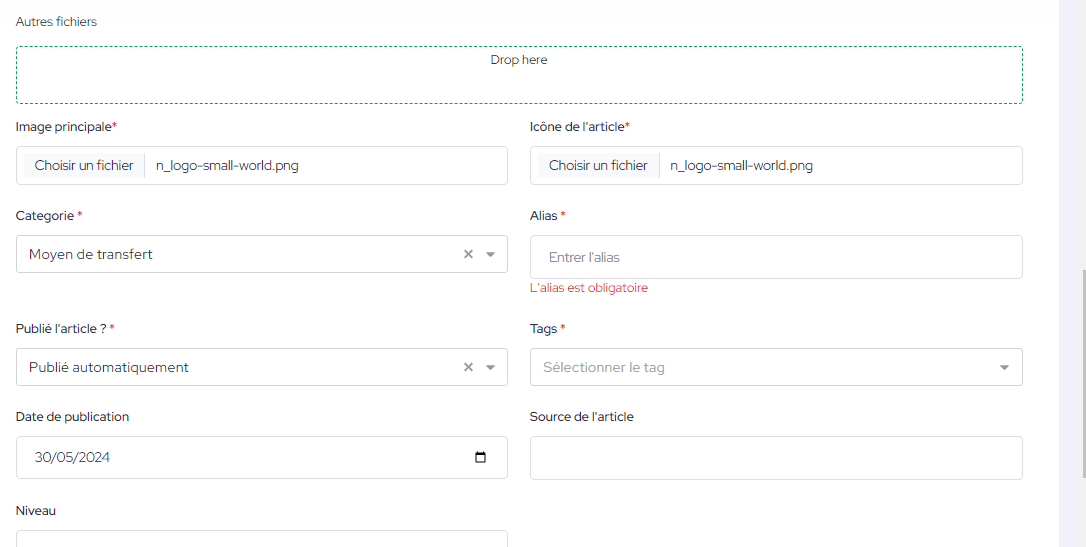 Autres fichiers
Drop here
Image principale*
Icône de l'article*
Choisir un fichier n_logo-small-world.png
Choisir un fichier n_logo-small-world.png
Categorie *
Alias *
Moyen de transfert
Entrer l'alias
L'alias est obligatoire
Publié l'article ? *
Tags *
Publié automatiquement
Sélectionner le tag
Date de publication
Source de l'article
30/05/2024
Niveau